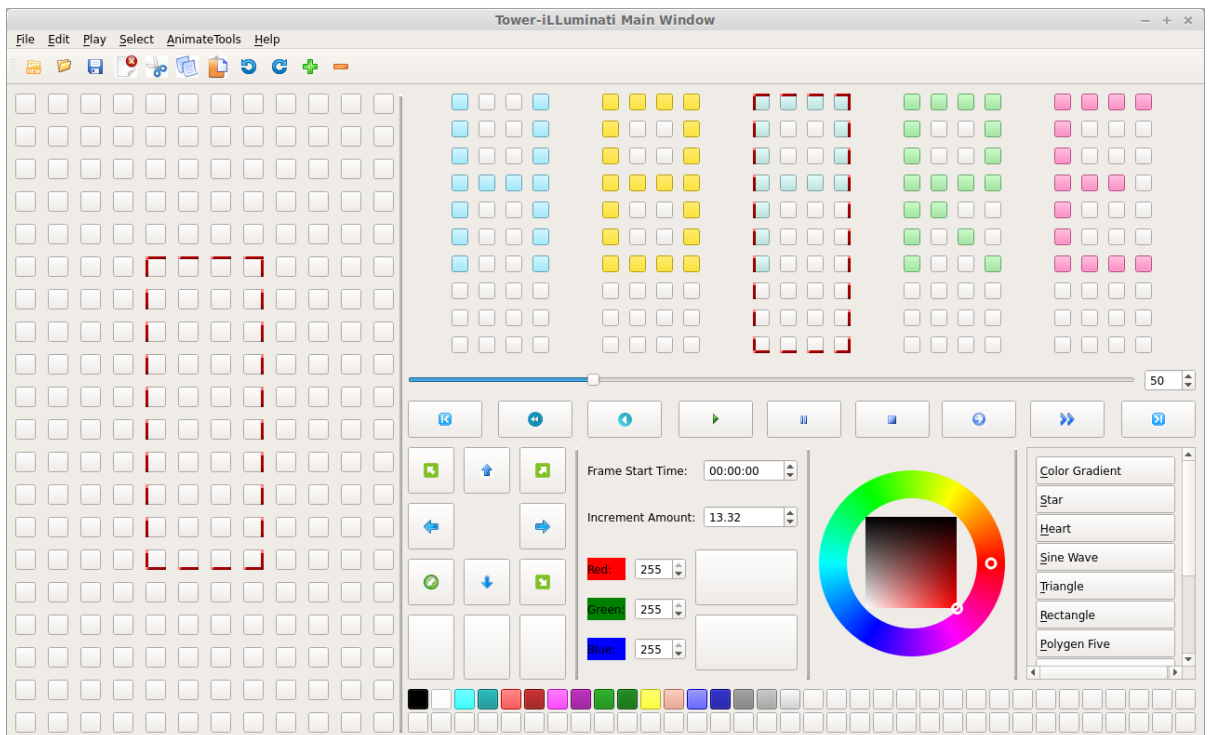 Tower-iLLuminati Main Window
File Edit Play Select AnimateTools Help
50
Frame Start Time: 00:00:00
Increment Amount: 13.32
Red: 255
Green: 255
Blue: 255
Color Gradient
Star
Heart
Sine Wave
Triangle
Rectangle
Polygen Five